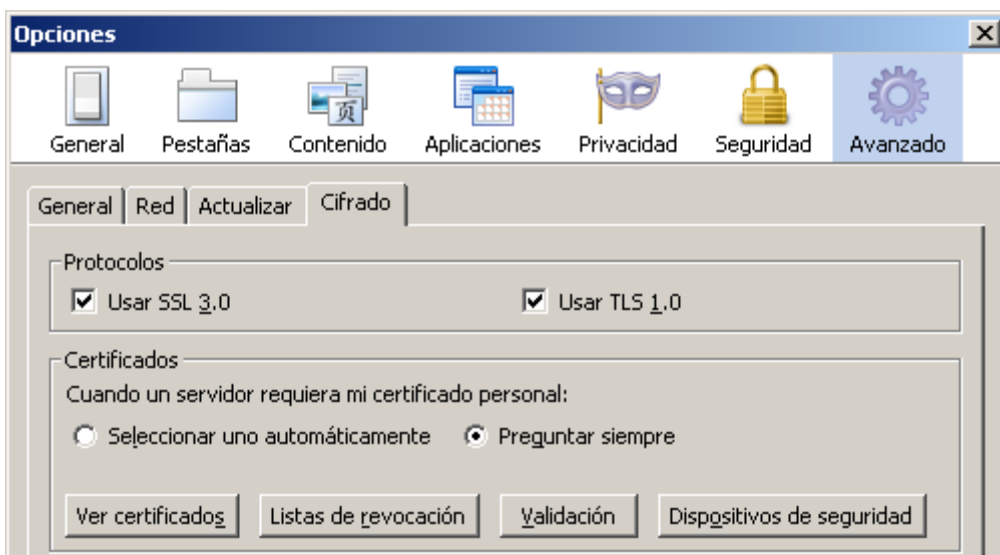 Opciones
页
General Pestañas Contenido Aplicaciones Privacidad Seguridad Avanzado
General Red Actualizar Cifrado
Protocolos
Usar SSL 3.0 Usar TLS 1.0
Certificados
Cuando un servidor requiera mi certificado personal:
Seleccionar uno automáticamente Preguntar siempre
Ver certificados Listas de revocación Validación Dispositivos de seguridad